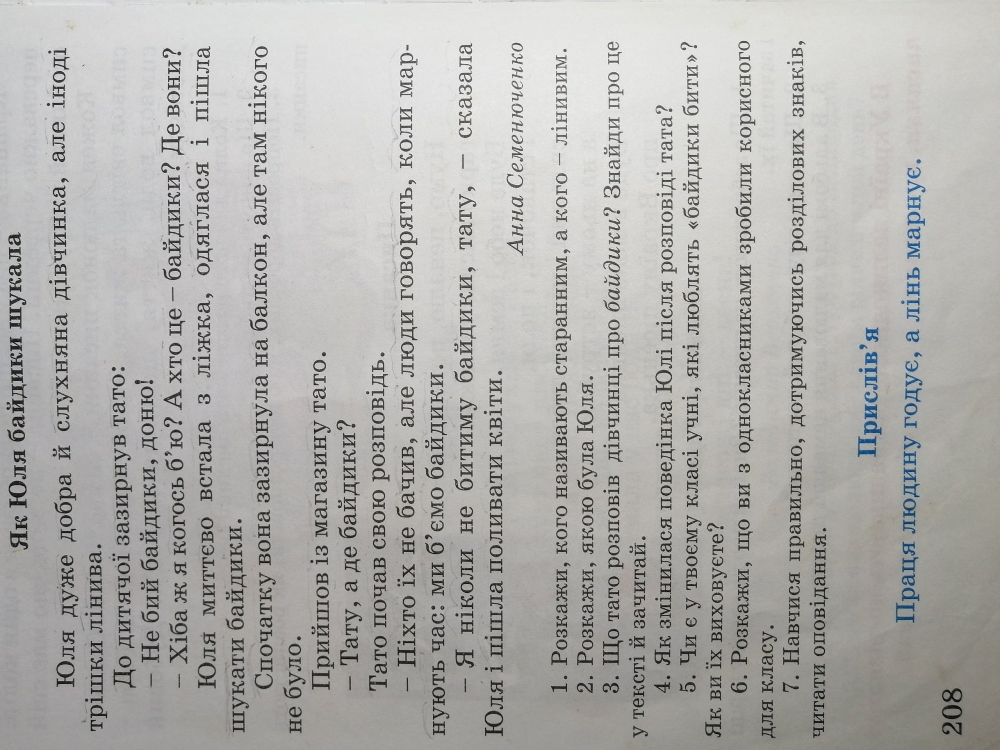 Як Юля байдики шукала
Юля дуже добра й слухняна дівчинка, але іноді
трішки лінива.
До дитячої зазирнув тато:
– Не бий байдики, доню!
– Хіба ж я когось б’ю? А хто це – байдики? Де вони?
Юля миттєво встала з ліжка, одяглася і пішла
шукати байдики.
Спочатку вона зазирнула на балкон, але там нікого
не було.
Прийшов із магазину тато.
– Тату, а де байдики?
Тато почав свою розповідь.
– Ніхто їх не бачив, але люди говорять, коли мар-
нують час: ми б’ємо байдики.
– Я ніколи не битиму байдики, тату, – сказала
Юля і пішла поливати квіти.
Анна Семенюченко
1. Розкажи, кого називають старанним, а кого – лінивим.
2. Розкажи, якою була Юля.
3. Що тато розповів дівчинці про байдики? Знайди про це
у тексті й зачитай.
4. Як змінилася поведінка Юлі після розповіді тата?
5. Чи є у твоєму класі учні, які люблять «байдики бити»?
Як ви їх виховуєте?
6. Розкажи, що ви з однокласниками зробили корисного
для класу.
7. Навчися правильно, дотримуючись розділових знаків,
читати оповідання.
Прислів’я
Праця людину годує, а лінь марнує.
208